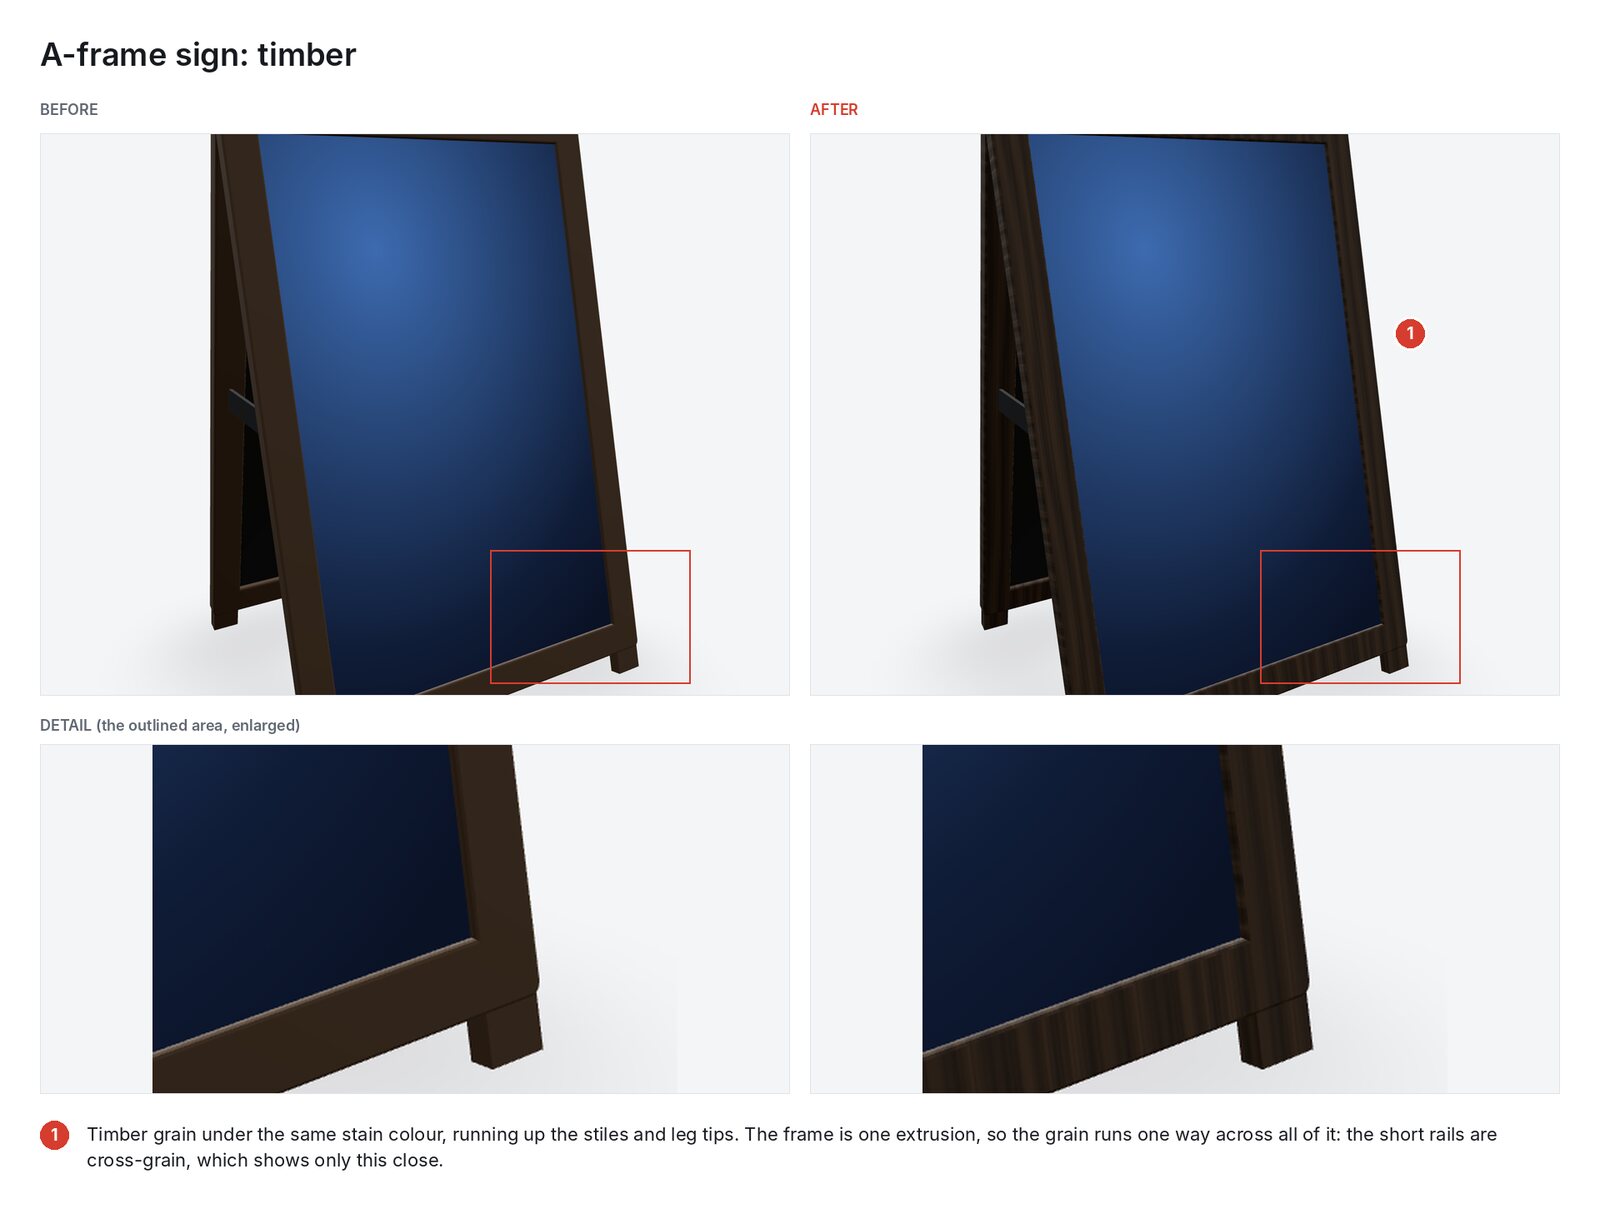 A-frame sign: timber
BEFORE
AFTER
1
DETAIL (the outlined area, enlarged)
1
Timber grain under the same stain colour, running up the stiles and leg tips. The frame is one extrusion, so the grain runs one way across all of it: the short rails are
cross-grain, which shows only this close.